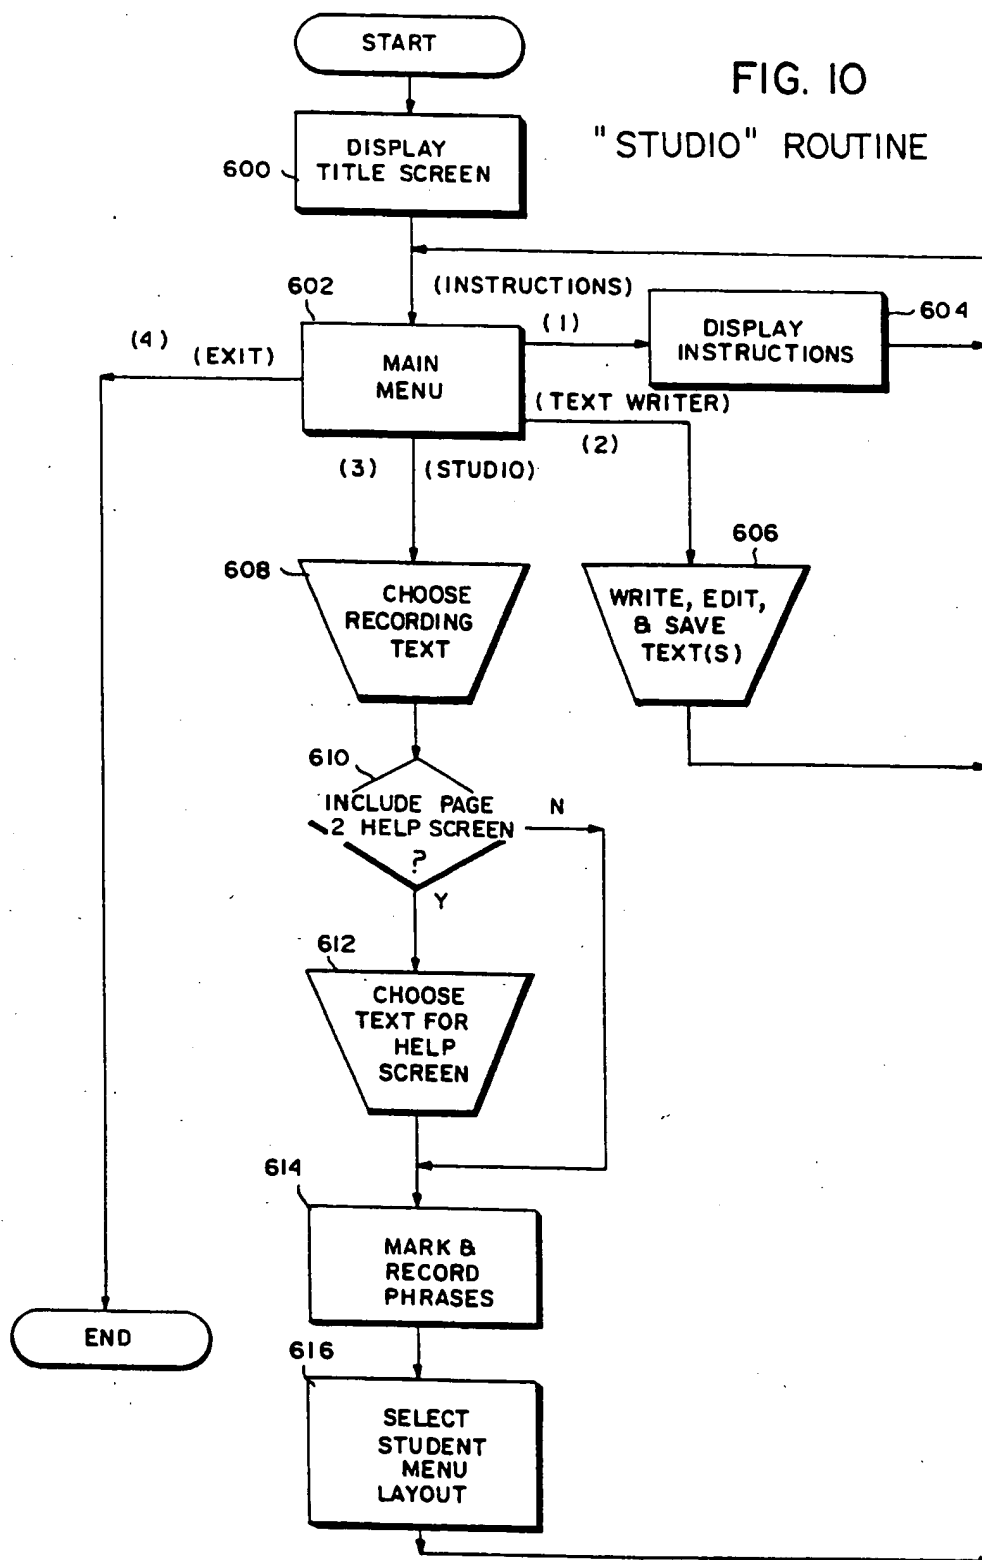 START
FIG. 10
"STUDIO" ROUTINE
DISPLAY
TITLE SCREEN
600
602
(INSTRUCTIONS)
(1)
604
DISPLAY
INSTRUCTIONS
(4)
(EXIT)
MAIN
MENU
(TEXT WRITER)
(2)
(3)
(STUDIO)
606
608
CHOOSE
RECORDING
TEXT
WRITE, EDIT,
& SAVE
TEXT(S)
610
INCLUDE PAGE
2 HELP SCREEN
?
N
Y
612
CHOOSE
TEXT FOR
HELP
SCREEN
614
MARK &
RECORD
PHRASES
END
616
SELECT
STUDENT
MENU
LAYOUT